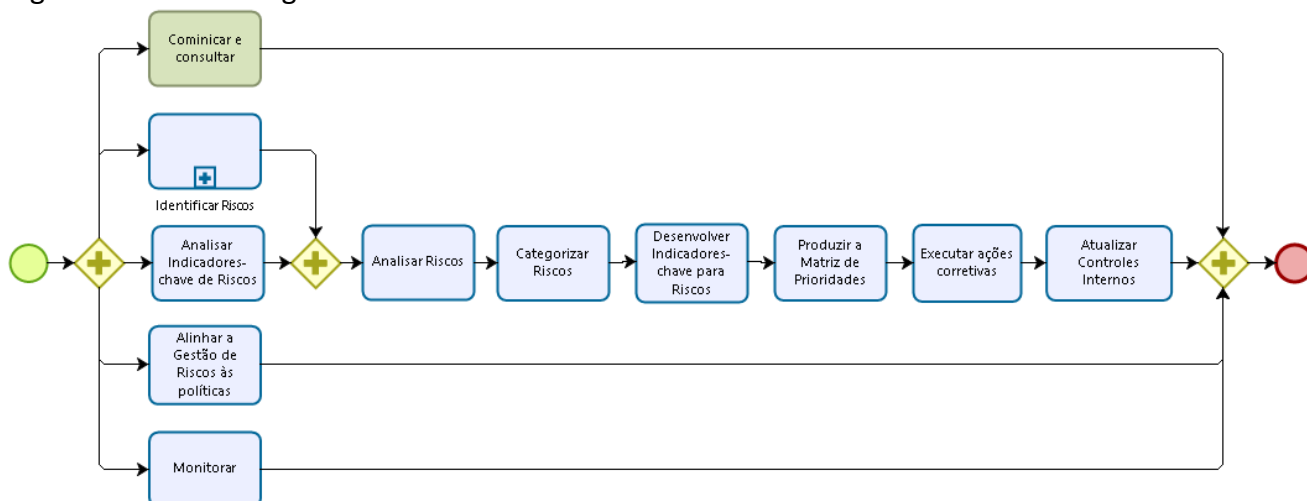 Cominicar e
consultar
Identificar Riscos
Analisar
Indicadores-
chave de Riscos
Analisar Riscos
Categorizar
Riscos
Desenvolver
Indicadores-
chave para
Riscos
Produzir a
Matriz de
Prioridades
Executar ações
corretivas
Atualizar
Controles
Internos
Alinhar a
Gestão de
Riscos às
políticas
Monitorar